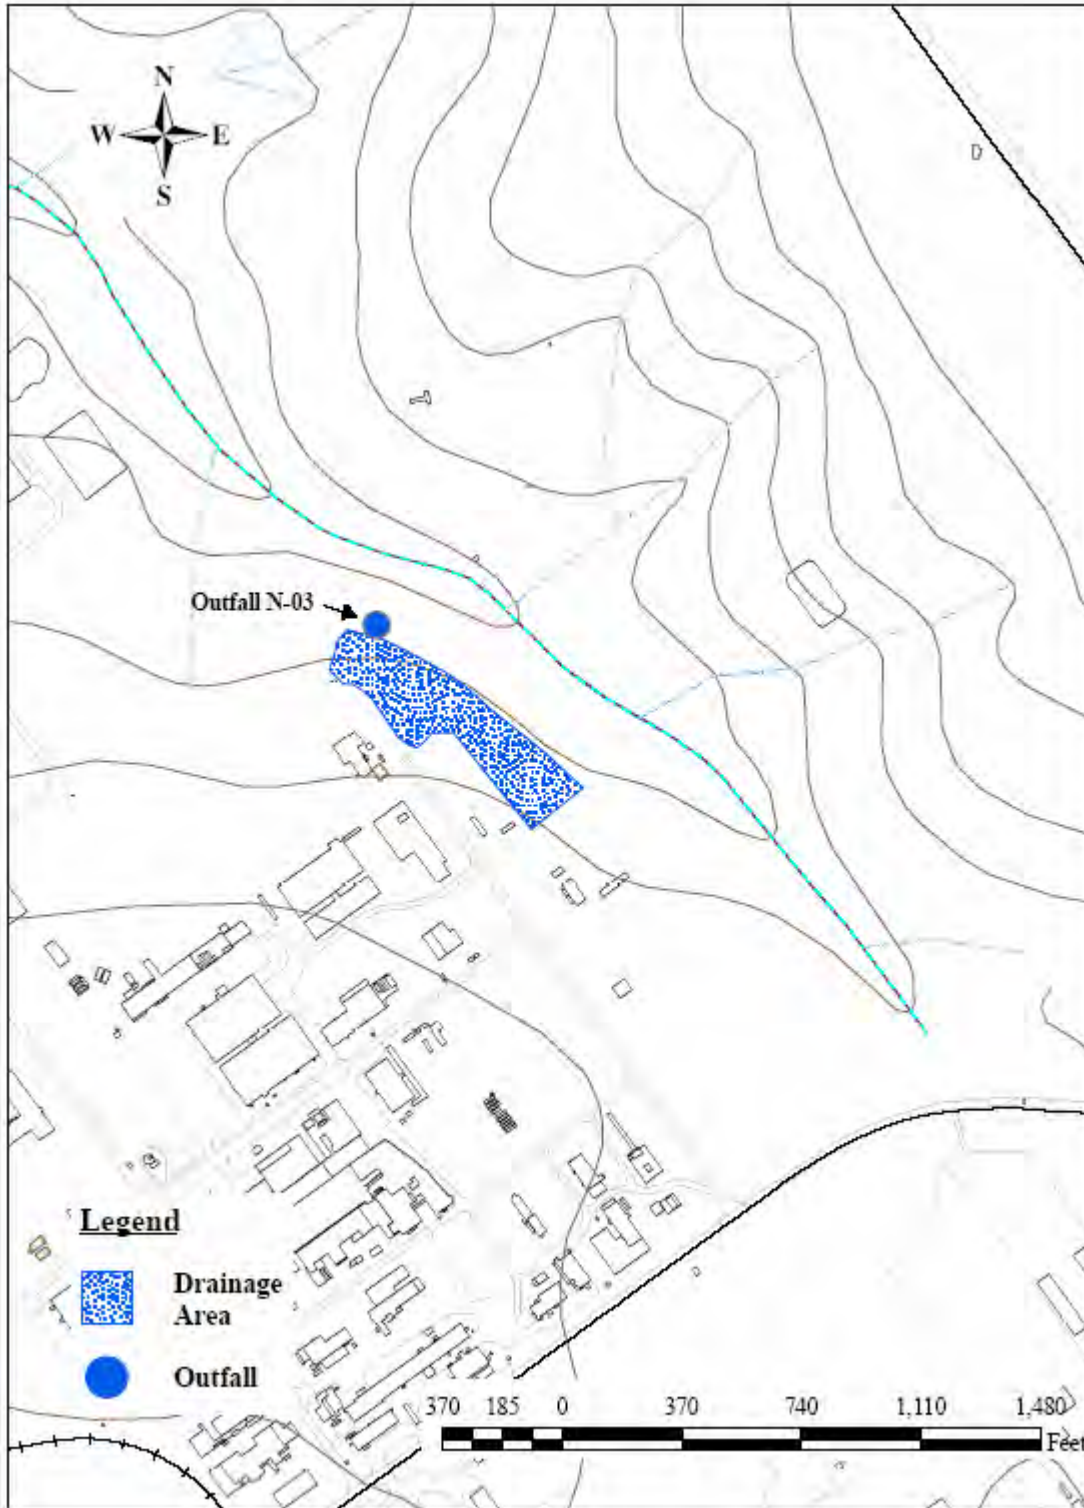 N
W E
S
Outfall N-03
Legend
Drainage
Area
Outfall
370 185 0 370 740 1,110 1,480
Feet